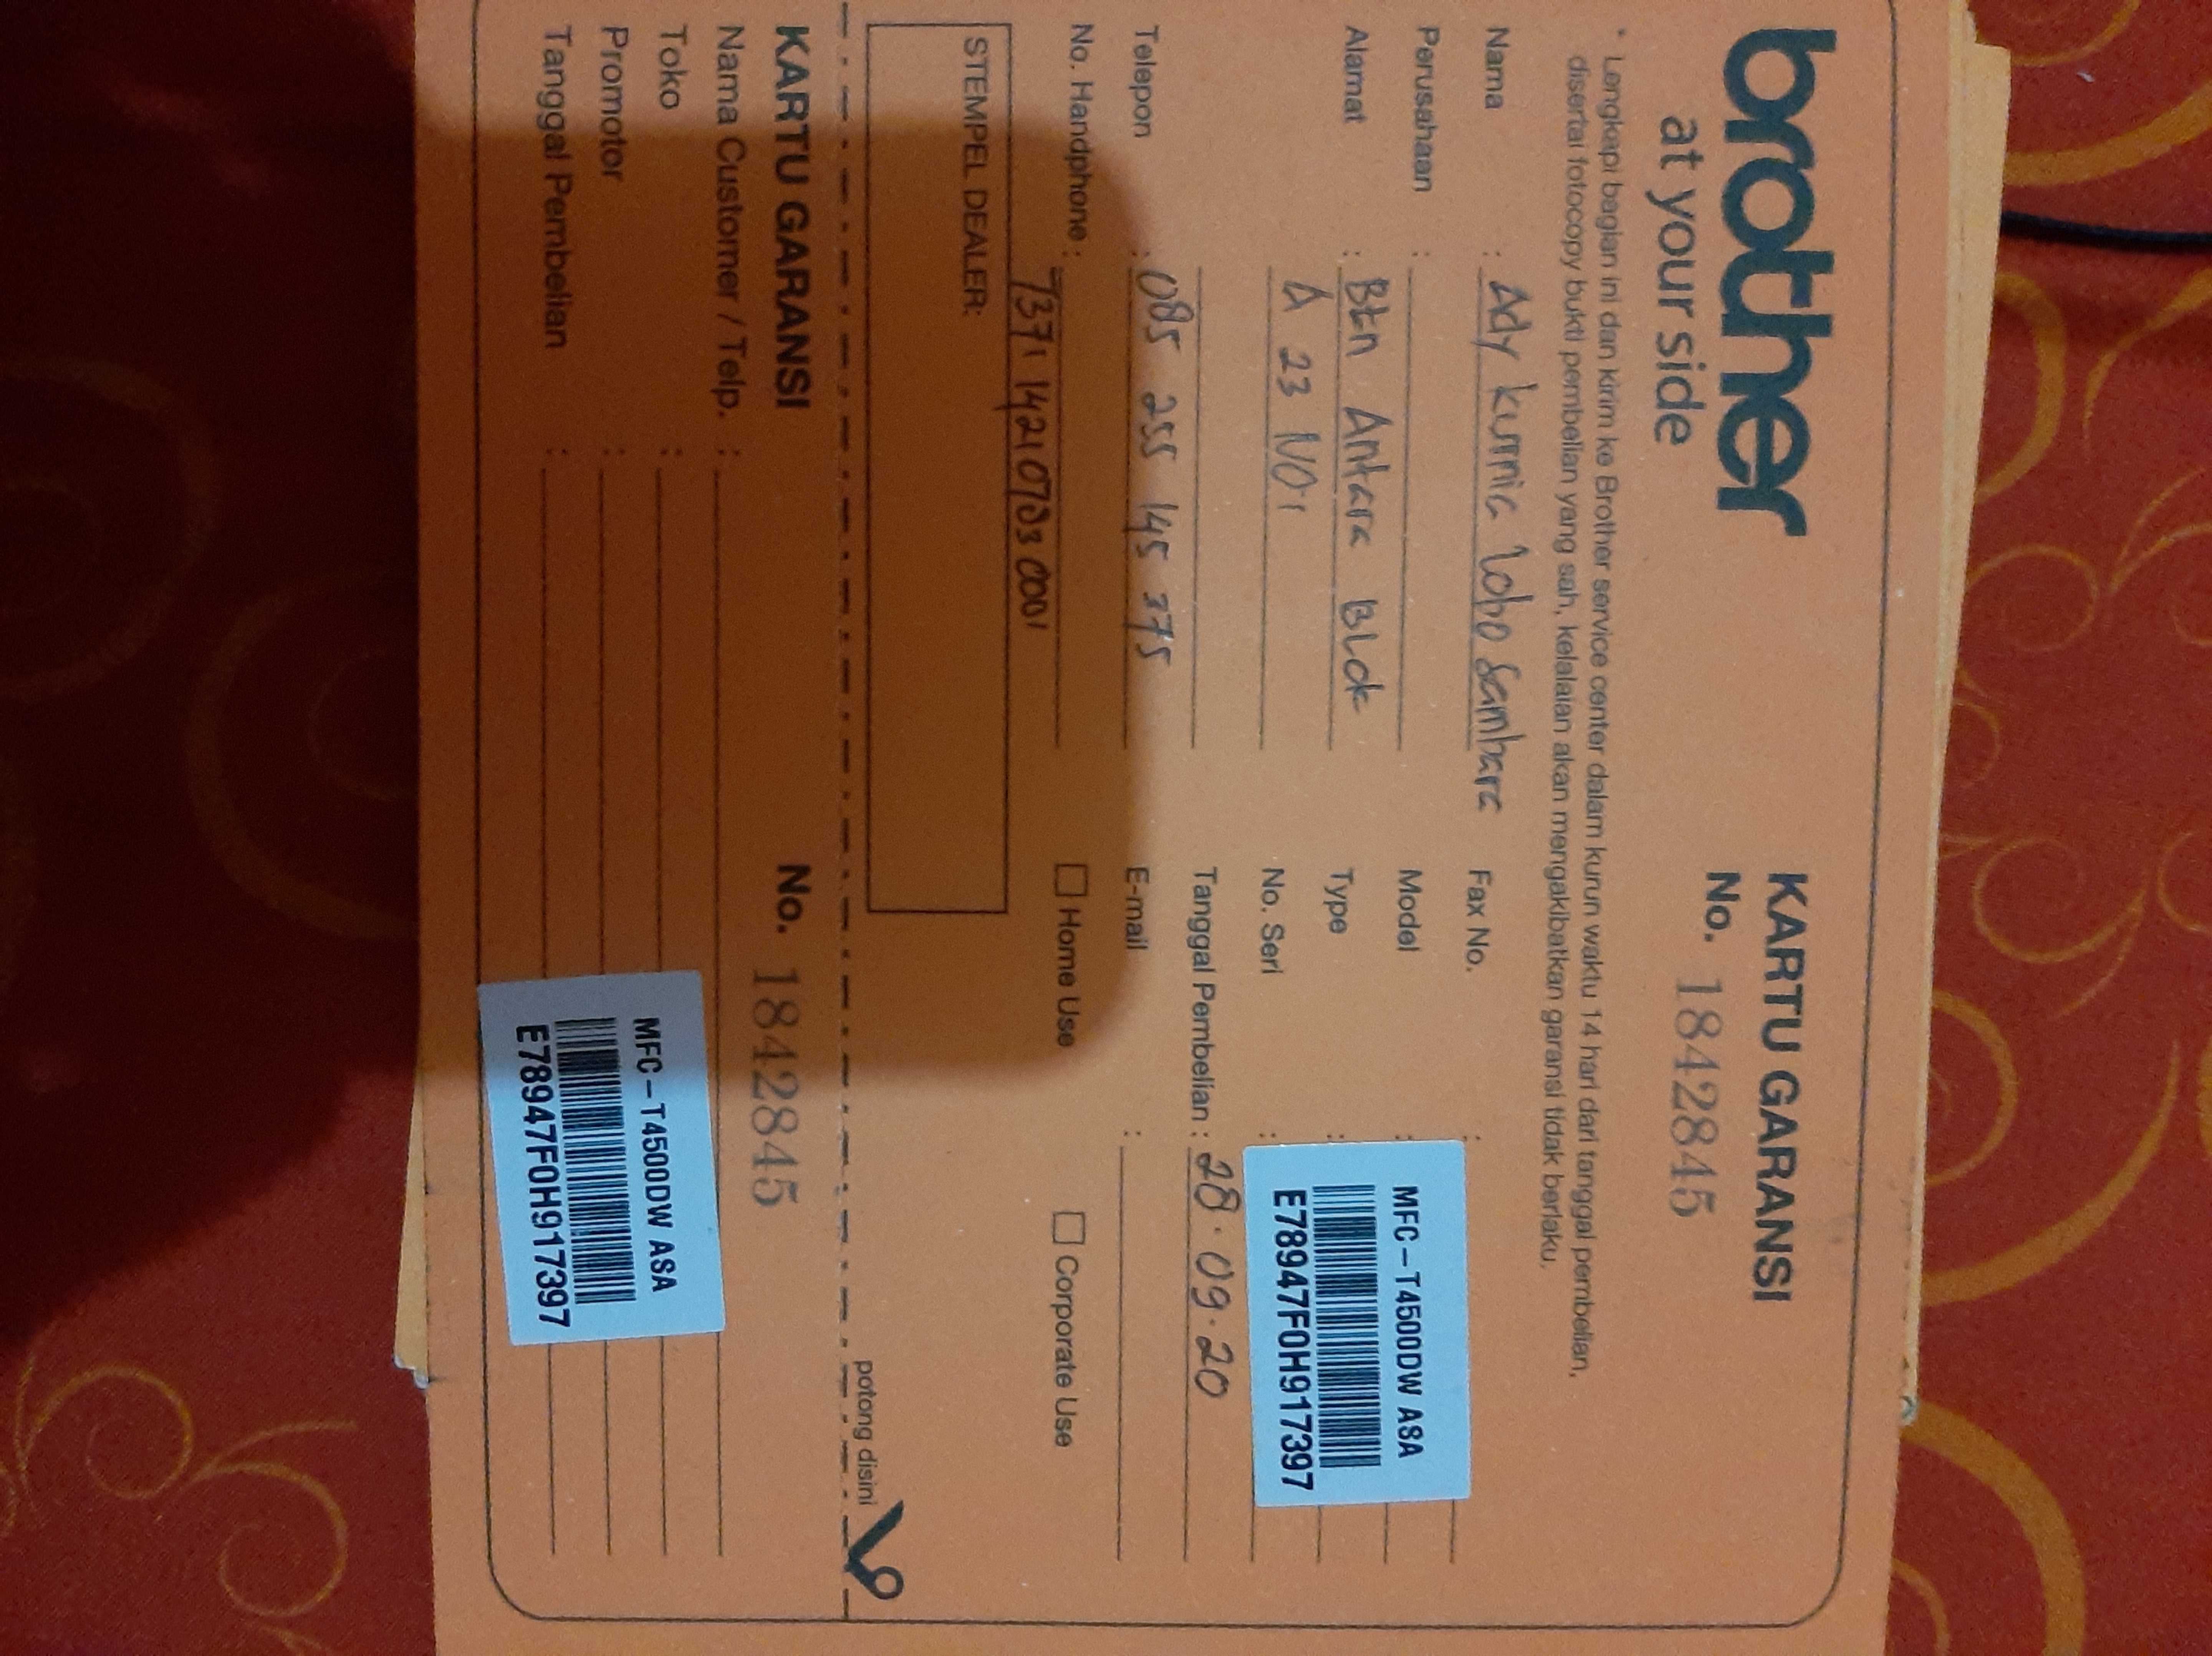 brother
at your side
KARTU GARANSI
No. 1842845
* Lengkapi bagian ini dan kirim ke Brother service center dalam kurun waktu 14 hari dari tanggal pembelian,
disertai fotocopy bukti pembelian yang sah, kelalaian akan mengakibatkan garansi tidak berlaku.
Nama : Ady kurnia Lobo Sambara
Perusahaan :
Alamat : Btn Antara BLok
A 23 NO.1
Telepon : 085 255 145 375
No. Handphone :
7371 1421 0783 0001
Fax No. :
Model :
Type :
No. Seri :
MFC-T4500DW ASA
E78947F0H917397
Tanggal Pembelian : 28.09.20
E-mail :
Home Use
Corporate Use
STEMPEL DEALER:
potong disini
KARTU GARANSI
No. 1842845
Nama Customer / Telp. :
Toko :
Promotor :
Tanggal Pembelian :
MFC-T4500DW ASA
E78947F0H917397